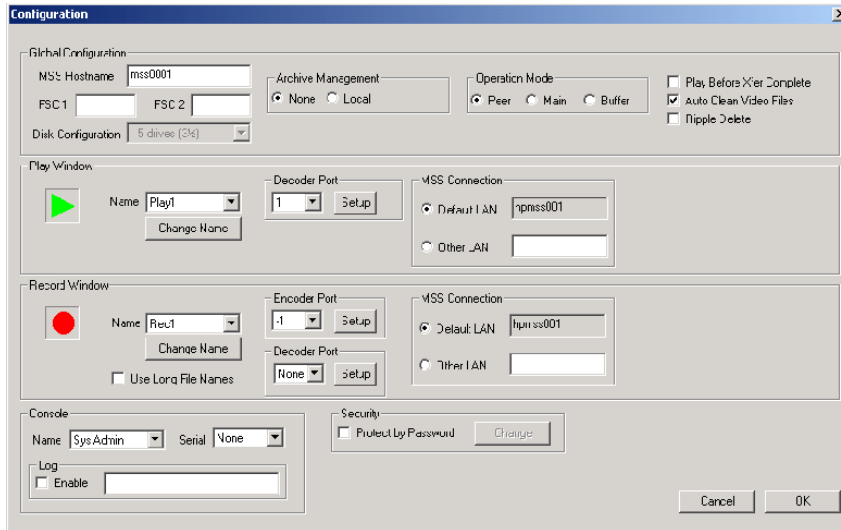 Configuration
Global Configuration
MSS Hostname mss0001
FSC 1 FSC 2
Disk Configuration 5 drives (3½)
Archive Management
None Local
Operation Mode
Peer Main Buffer
Play Before Xfer Complete
Auto Clean Video Files
Ripple Delete
Play Window
Name Play1
Change Name
Decoder Port
1 Setup
MSS Connection
Default LAN hpmss001
Other LAN
Record Window
Name Rec1
Change Name
Use Long File Names
Encoder Port
-1 Setup
Decoder Port
None Setup
MSS Connection
Default LAN hpmss001
Other LAN
Console
Name SysAdmin Serial None
Log
Enable
Security
Protect by Password Change
Cancel OK